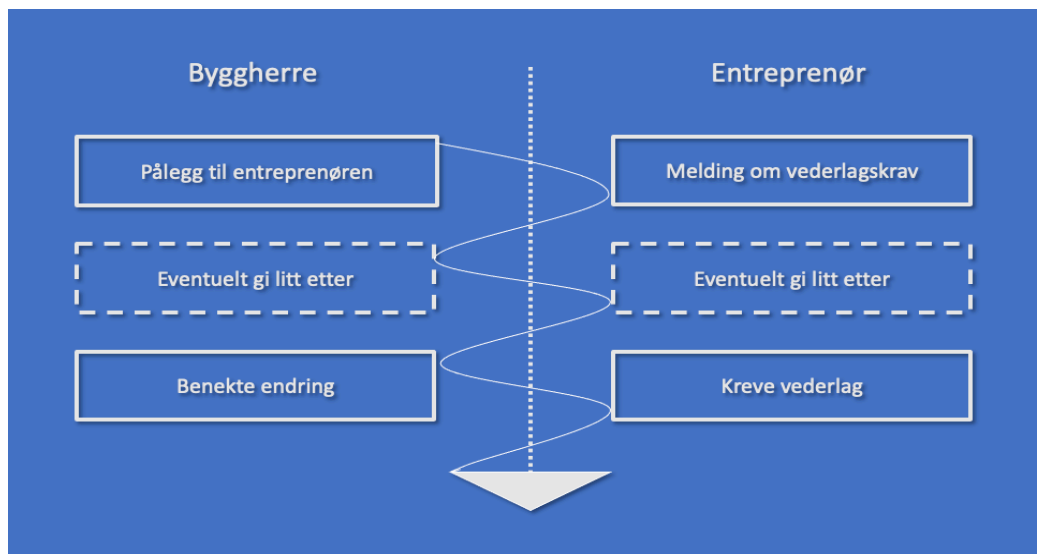 Byggherre
Entreprenør
Pålegg til entreprenøren
Melding om vederlagskrav
Eventuelt gi litt etter
Eventuelt gi litt etter
Benekte endring
Kreve vederlag